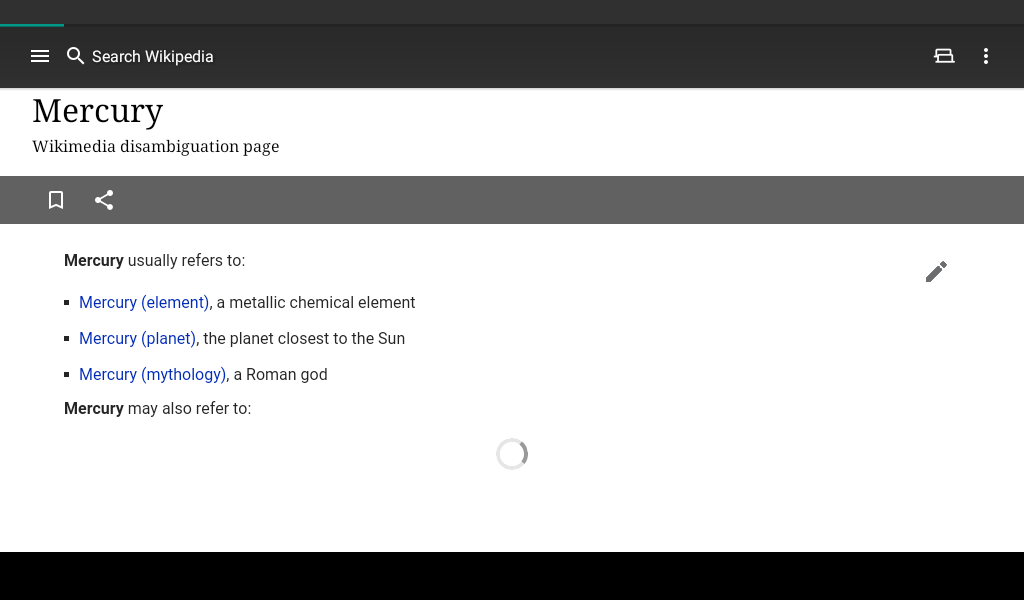 Search Wikipedia
Mercury
Wikimedia disambiguation page
Mercury usually refers to:
Mercury (element), a metallic chemical element
Mercury (planet), the planet closest to the Sun
Mercury (mythology), a Roman god
Mercury may also refer to: